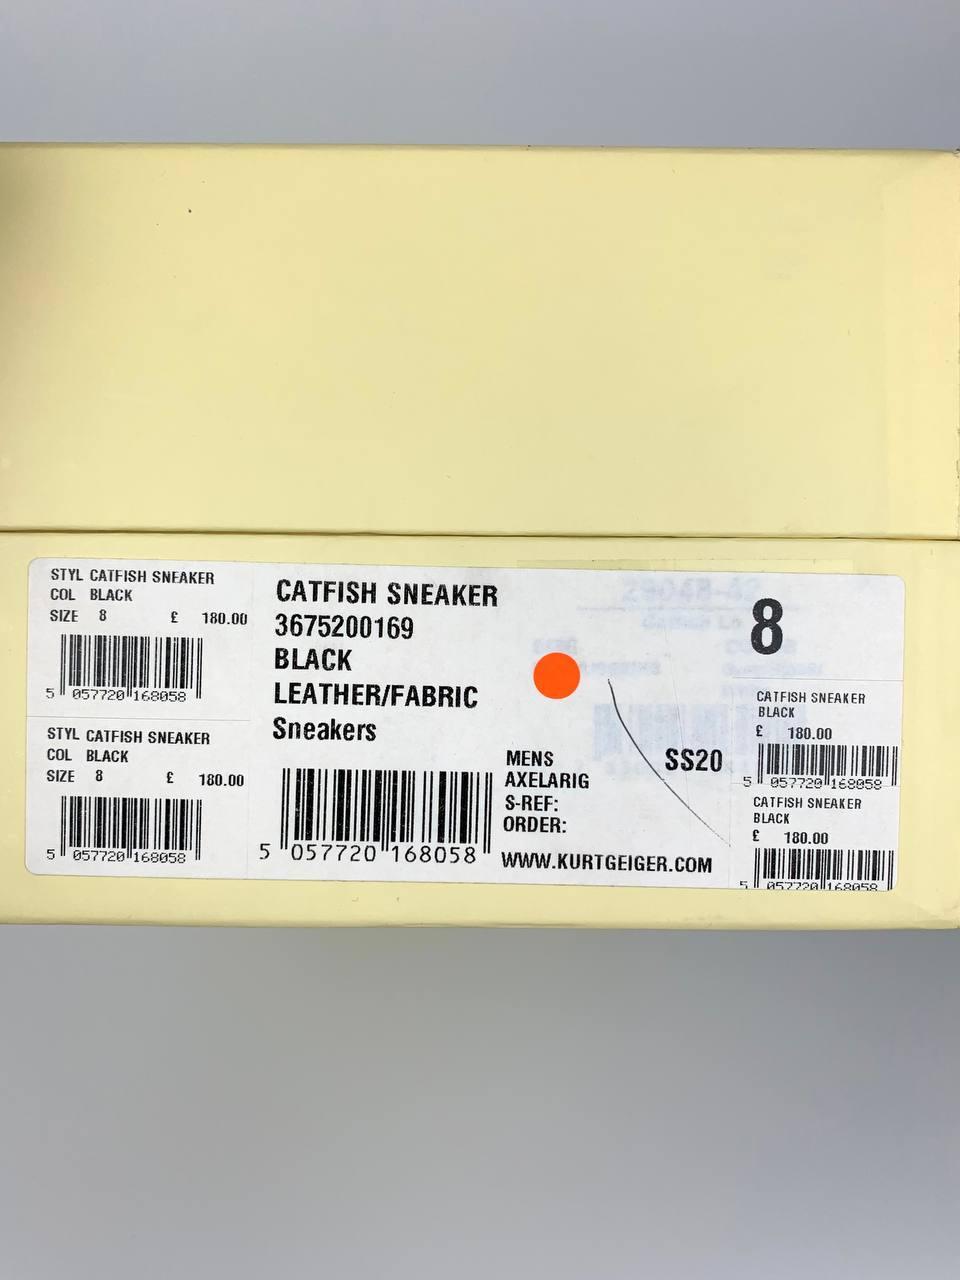 STYL CATFISH SNEAKER
COL BLACK
SIZE 8 £ 180.00
5 057720 168058
STYL CATFISH SNEAKER
COL BLACK
SIZE 8 £ 180.00
5 057720 168058
CATFISH SNEAKER
3675200169
BLACK
LEATHER/FABRIC
Sneakers
5 057720 168058
MENS
AXELARIG
S-REF:
ORDER:
WWW.KURTGEIGER.COM
SS20
8
CATFISH SNEAKER
BLACK
£ 180.00
5 057720 168058
CATFISH SNEAKER
BLACK
£ 180.00
5 057720 168058